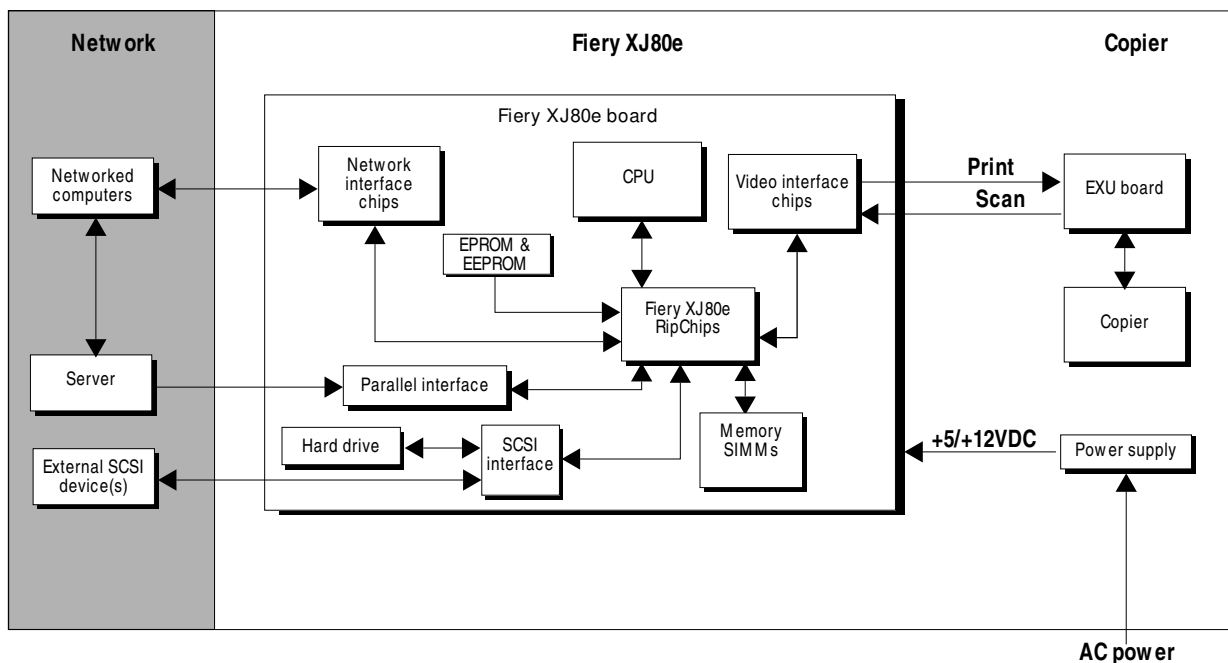 Network
Fiery XJ80e
Copier
Fiery XJ80e board
Networked
computers
Network
interface
chips
CPU
Video interface
chips
Print
Scan
EXU board
EPROM &
EEPROM
Fiery XJ80e
RipChips
Copier
Server
Parallel interface
Hard drive
SCSI
interface
Memory
SIMMs
+5/+12VDC
Power supply
External SCSI
device(s)
AC power